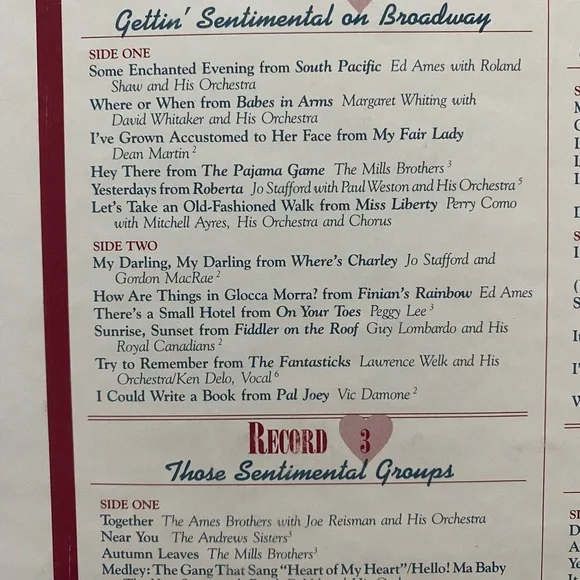 Gettin' Sentimental on Broadway
SIDE ONE
Some Enchanted Evening from South Pacific Ed Ames with Roland
Shaw and His Orchestra
Where or When from Babes in Arms Margaret Whiting with
David Whitaker and His Orchestra
I've Grown Accustomed to Her Face from My Fair Lady
Dean Martin 2
Hey There from The Pajama Game The Mills Brothers 3
Yesterdays from Roberta Jo Stafford with Paul Weston and His Orchestra 5
Let's Take an Old-Fashioned Walk from Miss Liberty Perry Como
with Mitchell Ayres, His Orchestra and Chorus
SIDE TWO
My Darling, My Darling from Where's Charley Jo Stafford and
Gordon MacRae 2
How Are Things in Glocca Morra? from Finian's Rainbow Ed Ames
There's a Small Hotel from On Your Toes Peggy Lee 3
Sunrise, Sunset from Fiddler on the Roof Guy Lombardo and His
Royal Canadians 2
Try to Remember from The Fantasticks Lawrence Welk and His
Orchestra/Ken Delo, Vocal 6
I Could Write a Book from Pal Joey Vic Damone 2
RECORD 3
Those Sentimental Groups
SIDE ONE
Together The Ames Brothers with Joe Reisman and His Orchestra
Near You The Andrews Sisters 3
Autumn Leaves The Mills Brothers 3
Medley: The Gang That Sang "Heart of My Heart"/Hello! Ma Baby